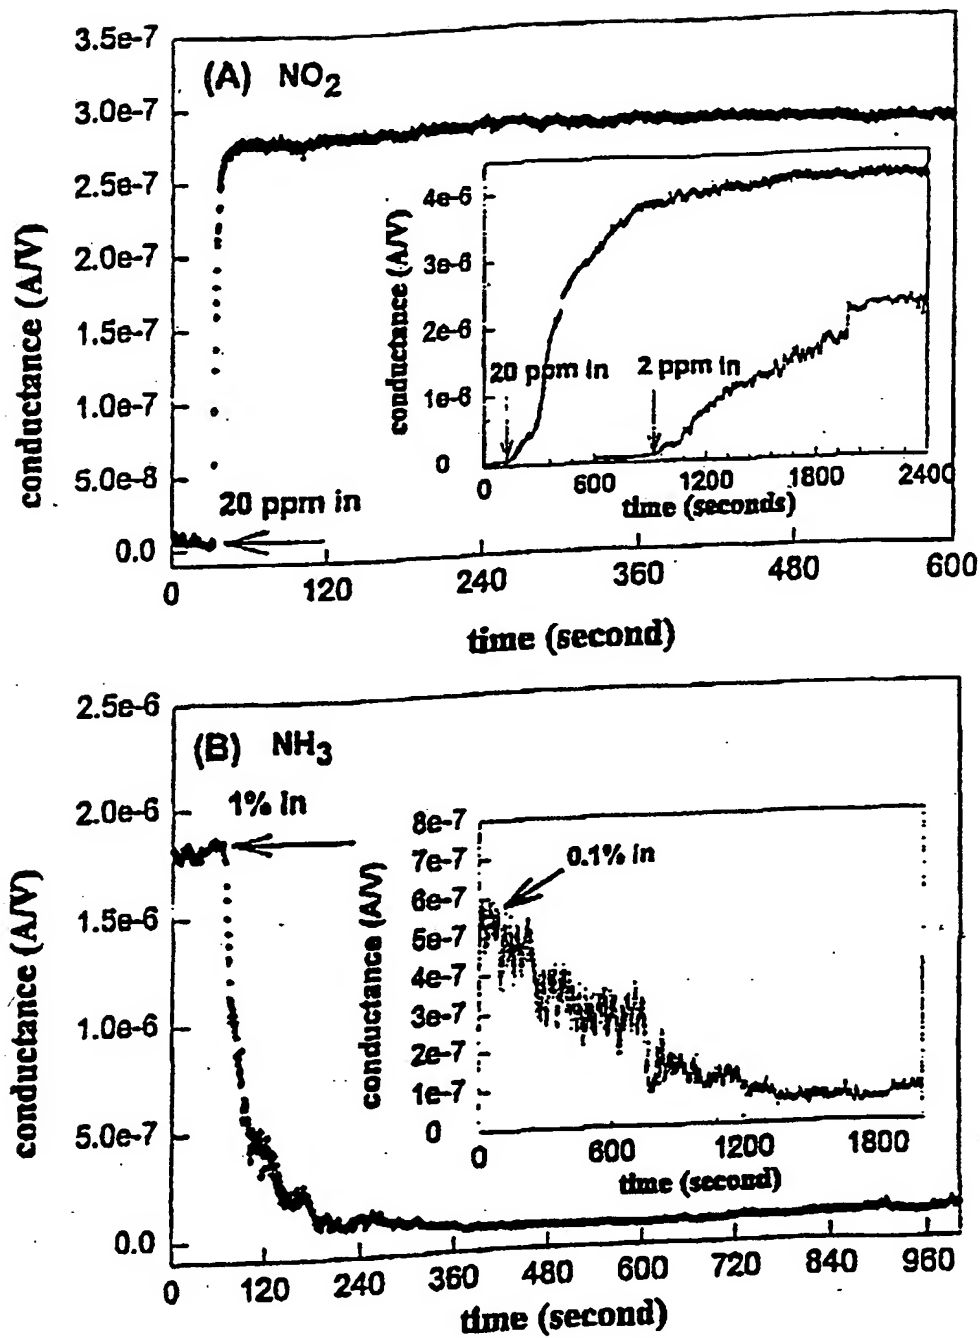 3.5e-7
(A) NO2
3.0e-7
2.5e-7
2.0e-7
1.5e-7
1.0e-7
5.0e-8
0.0
conductance (A/V)
20 ppm in
0 120 240 360 480 600
time (second)
4e-6
3e-6
2e-6
1e-6
0
conductance (A/V)
20 ppm in
2 ppm in
0 600 1200 1800 2400
time (seconds)
2.5e-6
(B) NH3
1% in
2.0e-6
1.5e-6
1.0e-6
5.0e-7
0.0
conductance (A/V)
8e-7
7e-7
6e-7
5e-7
4e-7
3e-7
2e-7
1e-7
0
conductance (A/V)
0.1% in
0 600 1200 1800
time (second)
0 120 240 360 480 600 720 840 960
time (second)